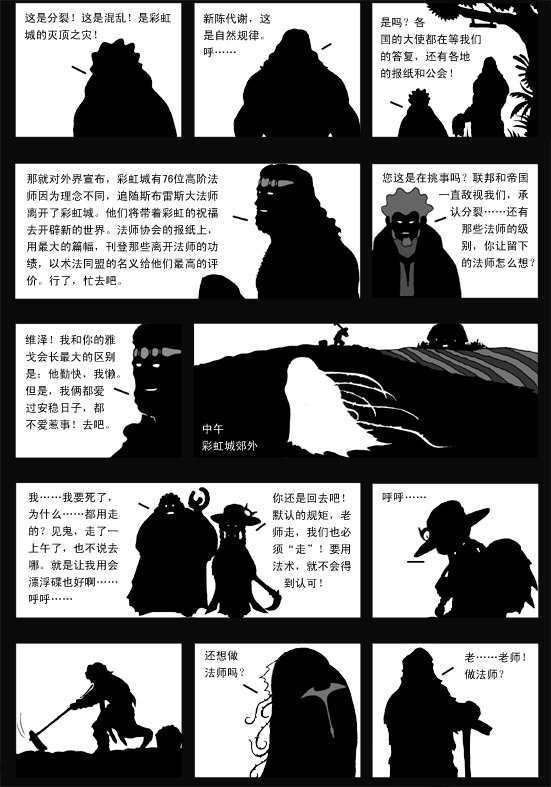 这是分裂！这是混乱！是彩虹
城的灭顶之灾！
新陈代谢，这
是自然规律。
呼……
是吗？各
国的大使都在等我们
的答复，还有各地
的报纸和公会！
那就对外界宣布，彩虹城有76位高阶法
师因为理念不同，追随斯布雷斯大法师
离开了彩虹城。他们将带着彩虹的祝福
去开辟新的世界。法师协会的报纸上，
用最大的篇幅，刊登那些离开法师的功
绩，以术法同盟的名义给他们最高的评
价。行了，忙去吧。
您这是在挑事吗？联邦和帝国
一直敌视我们，承
认分裂……还有
那些法师的级
别，你让留下
的法师怎么想？
维泽！我和你的雅
戈会长最大的区别
是：他勤快，我懒。
但是，我俩都爱
过安稳日子，都
不爱惹事！去吧。
中午
彩虹城郊外
我……我要死了，
为什么……都用走
的？见鬼，走了一
上午了，也不说去
哪。就是让我用会
漂浮碟也好啊……
呼呼……
你还是回去吧！
默认的规矩，老
师走，我们也必
须“走”！要用
法术，就不会得
到认可！
呼呼……
还想做
法师吗？
老……老师！
做法师？